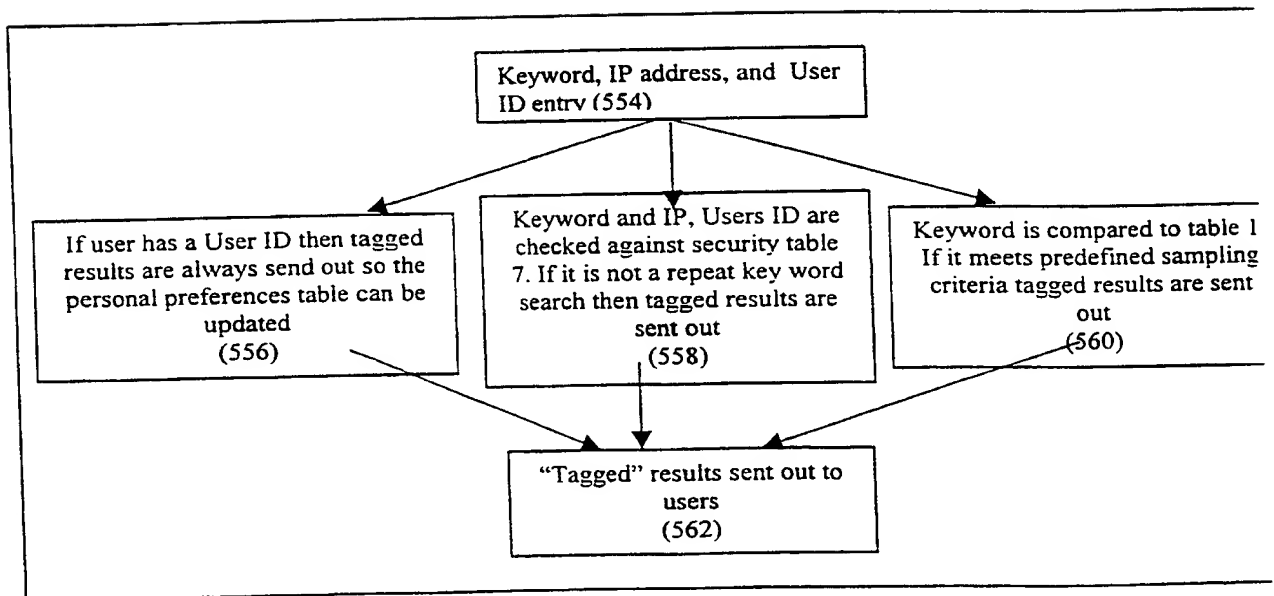 Keyword, IP address, and User
ID entry (554)
If user has a User ID then tagged
results are always send out so the
personal preferences table can be
updated
(556)
Keyword and IP, Users ID are
checked against security table
7. If it is not a repeat key word
search then tagged results are
sent out
(558)
Keyword is compared to table 1
If it meets predefined sampling
criteria tagged results are sent
out
(560)
“Tagged” results sent out to
users
(562)